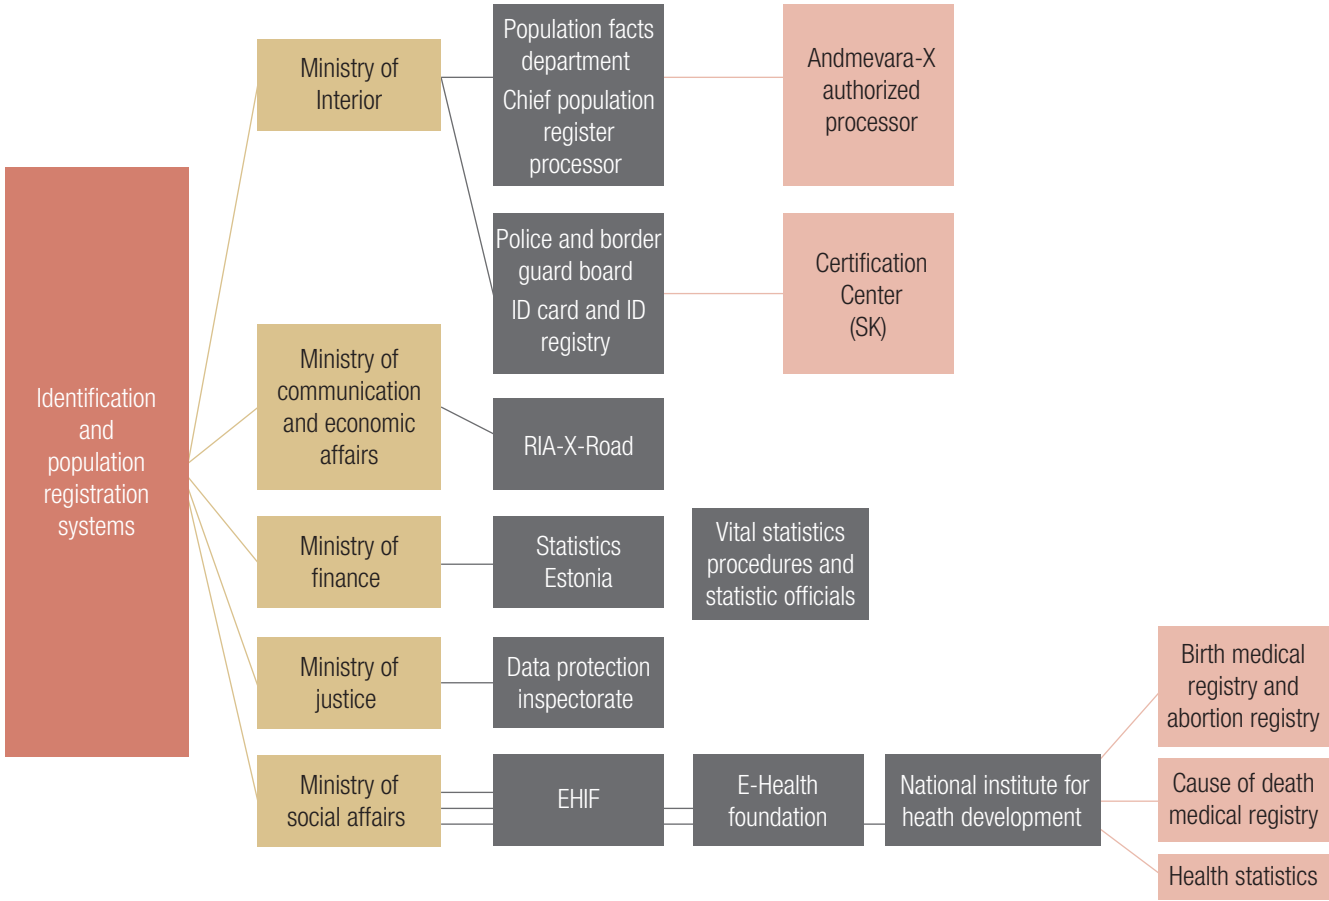 Identification
and
population
registration
systems
Ministry of
Interior
Population facts
department
Chief population
register
processor
Andmevara-X
authorized
processor
Police and border
guard board
ID card and ID
registry
Certification
Center
(SK)
Ministry of
communication
and economic
affairs
RIA-X-Road
Ministry of
finance
Statistics
Estonia
Vital statistics
procedures and
statistic officials
Ministry of
justice
Data protection
inspectorate
Ministry of
social affairs
EHIF
E-Health
foundation
National institute for
heath development
Birth medical
registry and
abortion registry
Cause of death
medical registry
Health statistics